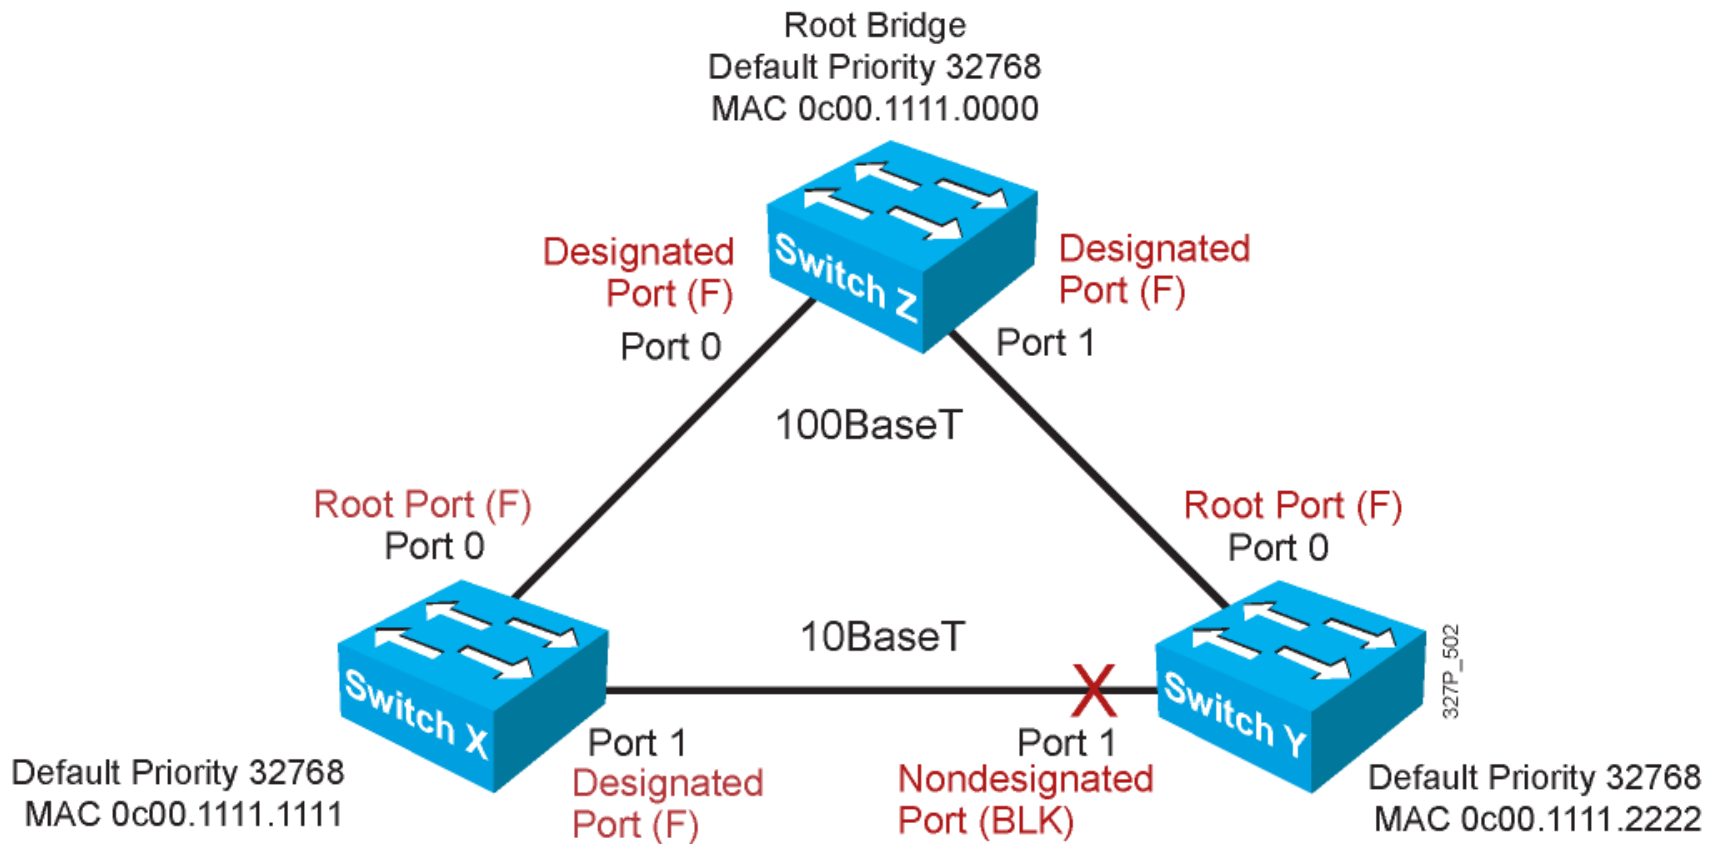 Root Bridge
Default Priority 32768
MAC 0c00.1111.0000
Switch Z
Designated
Port (F)
Port 0
Designated
Port (F)
Port 1
100BaseT
Root Port (F)
Port 0
Root Port (F)
Port 0
10BaseT
Switch X
X
Switch Y
327P_502
Port 1
Designated
Port (F)
Port 1
Nondesignated
Port (BLK)
Default Priority 32768
MAC 0c00.1111.1111
Default Priority 32768
MAC 0c00.1111.2222